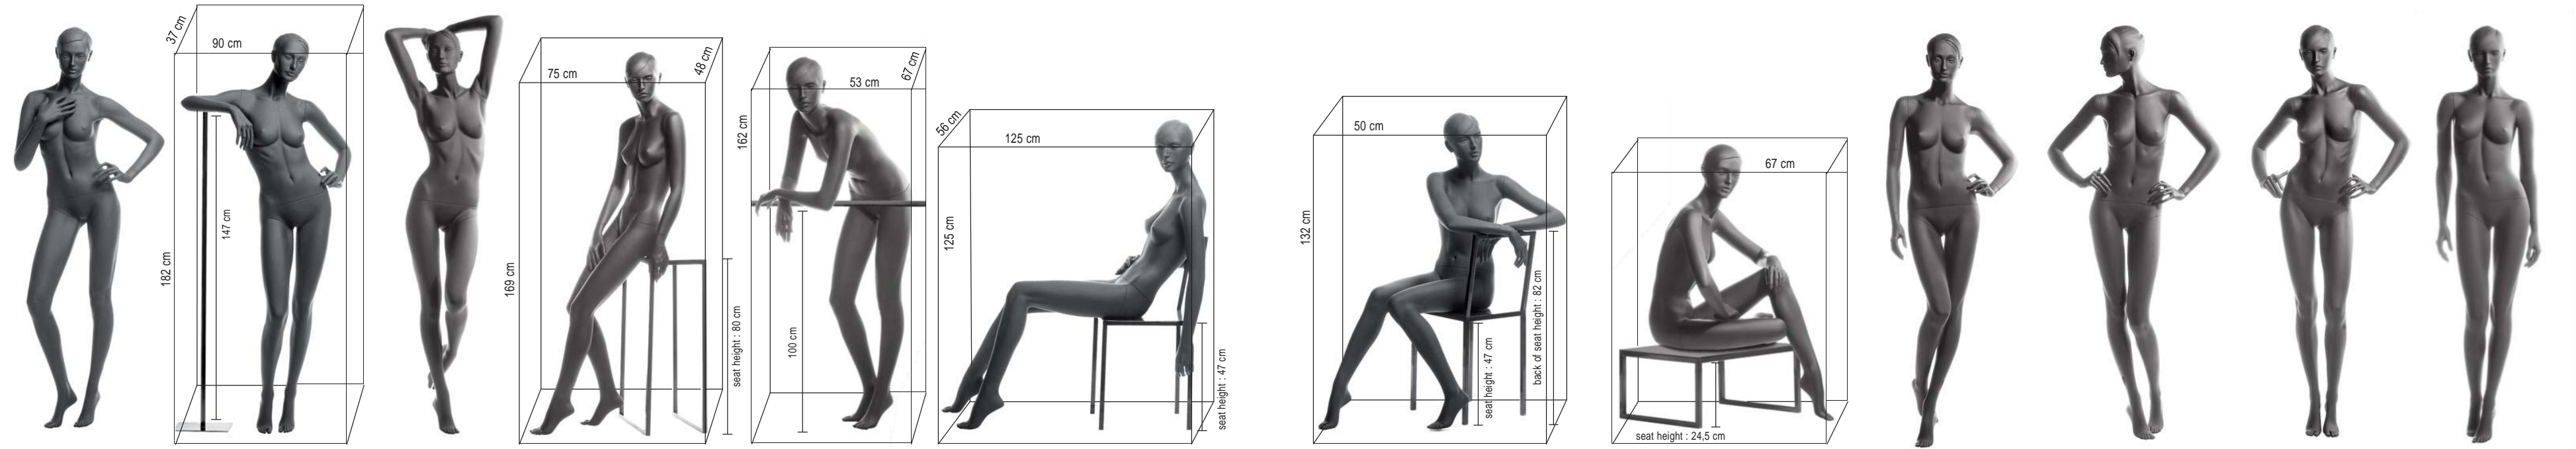 37 cm
90 cm
182 cm
147 cm
75 cm
48 cm
169 cm
seat height : 80 cm
53 cm
67 cm
162 cm
100 cm
56 cm
125 cm
125 cm
seat height : 47 cm
50 cm
132 cm
seat height : 47 cm
back of seat height : 82 cm
67 cm
seat height : 24,5 cm